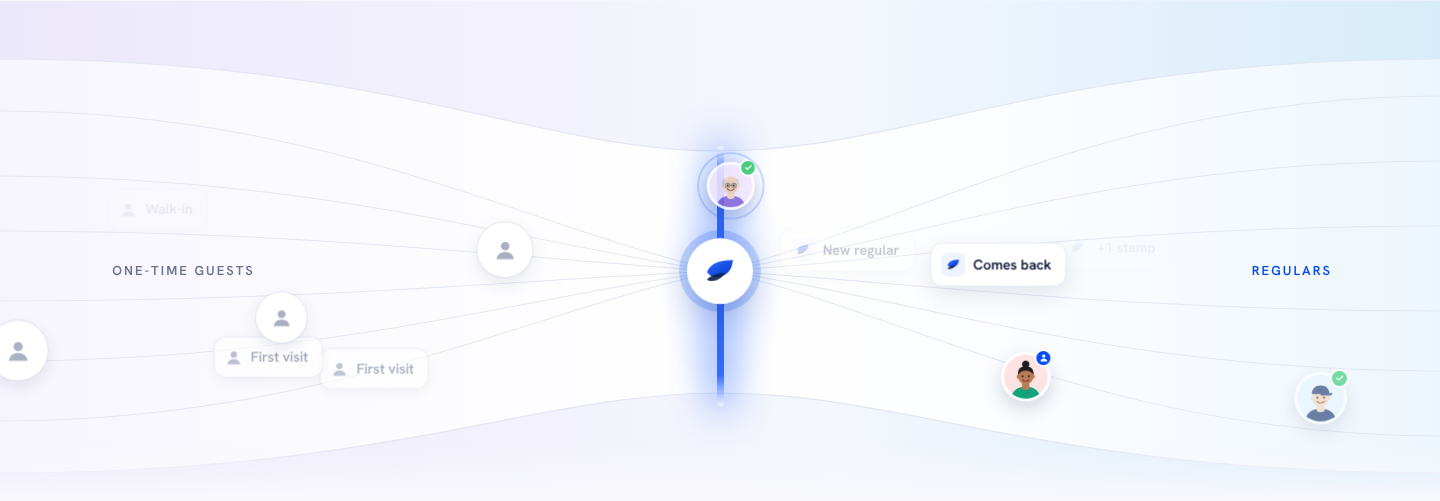 Walk-in
New regular
+1 stamp
Comes back
ONE-TIME GUESTS
REGULARS
First visit
First visit